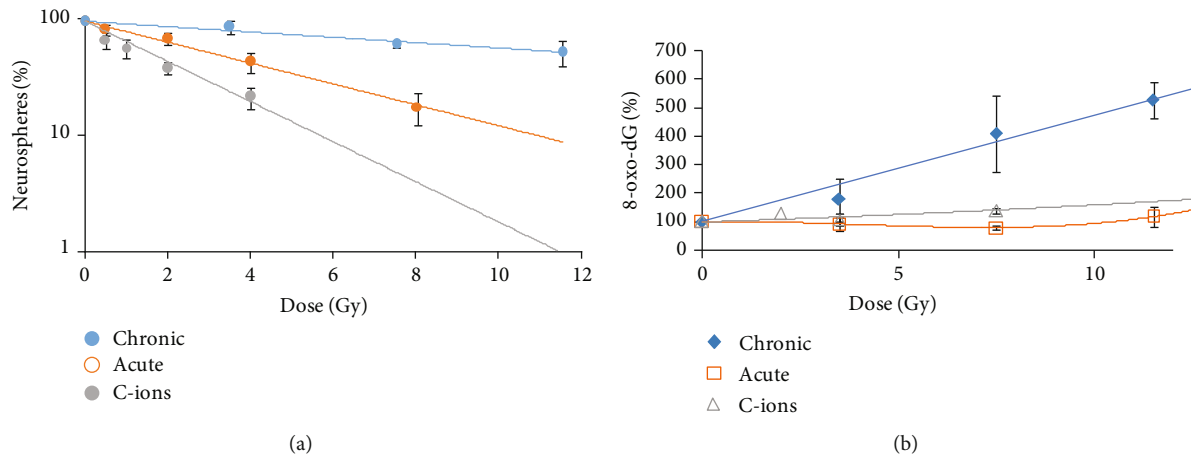 100
10
1
Neurospheres (%)
0 2 4 6 8 10 12
Dose (Gy)
Chronic
Acute
C-ions
(a)
700
600
500
400
300
200
100
0
8-oxo-dG (%)
0 5 10
Dose (Gy)
Chronic
Acute
C-ions
(b)